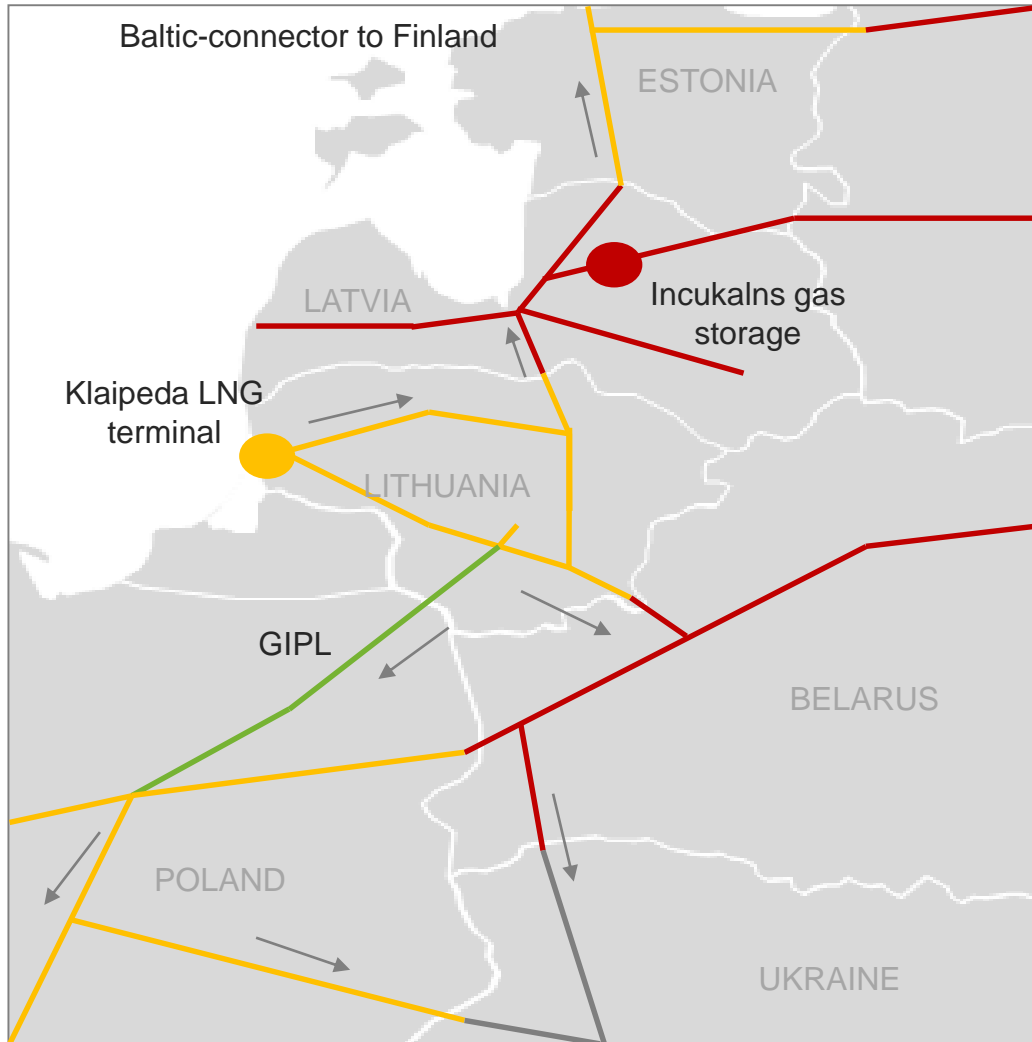 Baltic-connector to Finland
ESTONIA
LATVIA
Incukalns gas
storage
Klaipeda LNG
terminal
LITHUANIA
GIPL
BELARUS
POLAND
UKRAINE